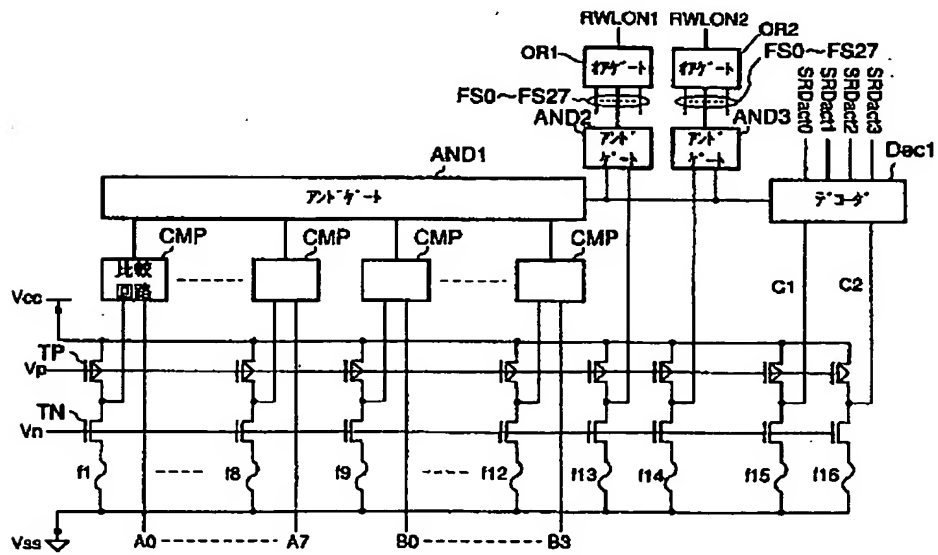 RWLON1 RWLON2
OR1 オアゲート オアゲート OR2
FS0～FS27
FS0～FS27
SRDact0
SRDact1
SRDact2
SRDact3
AND2 アンドゲート アンドゲート AND3
Dec1
AND1
アンドゲート
デコーダ
CMP CMP CMP CMP
比較回路
C1 C2
Vcc
TP
Vp
TN
Vn
f1 f8 f9 f12 f13 f14 f15 f16
Vss
A0 A7 B0 B3